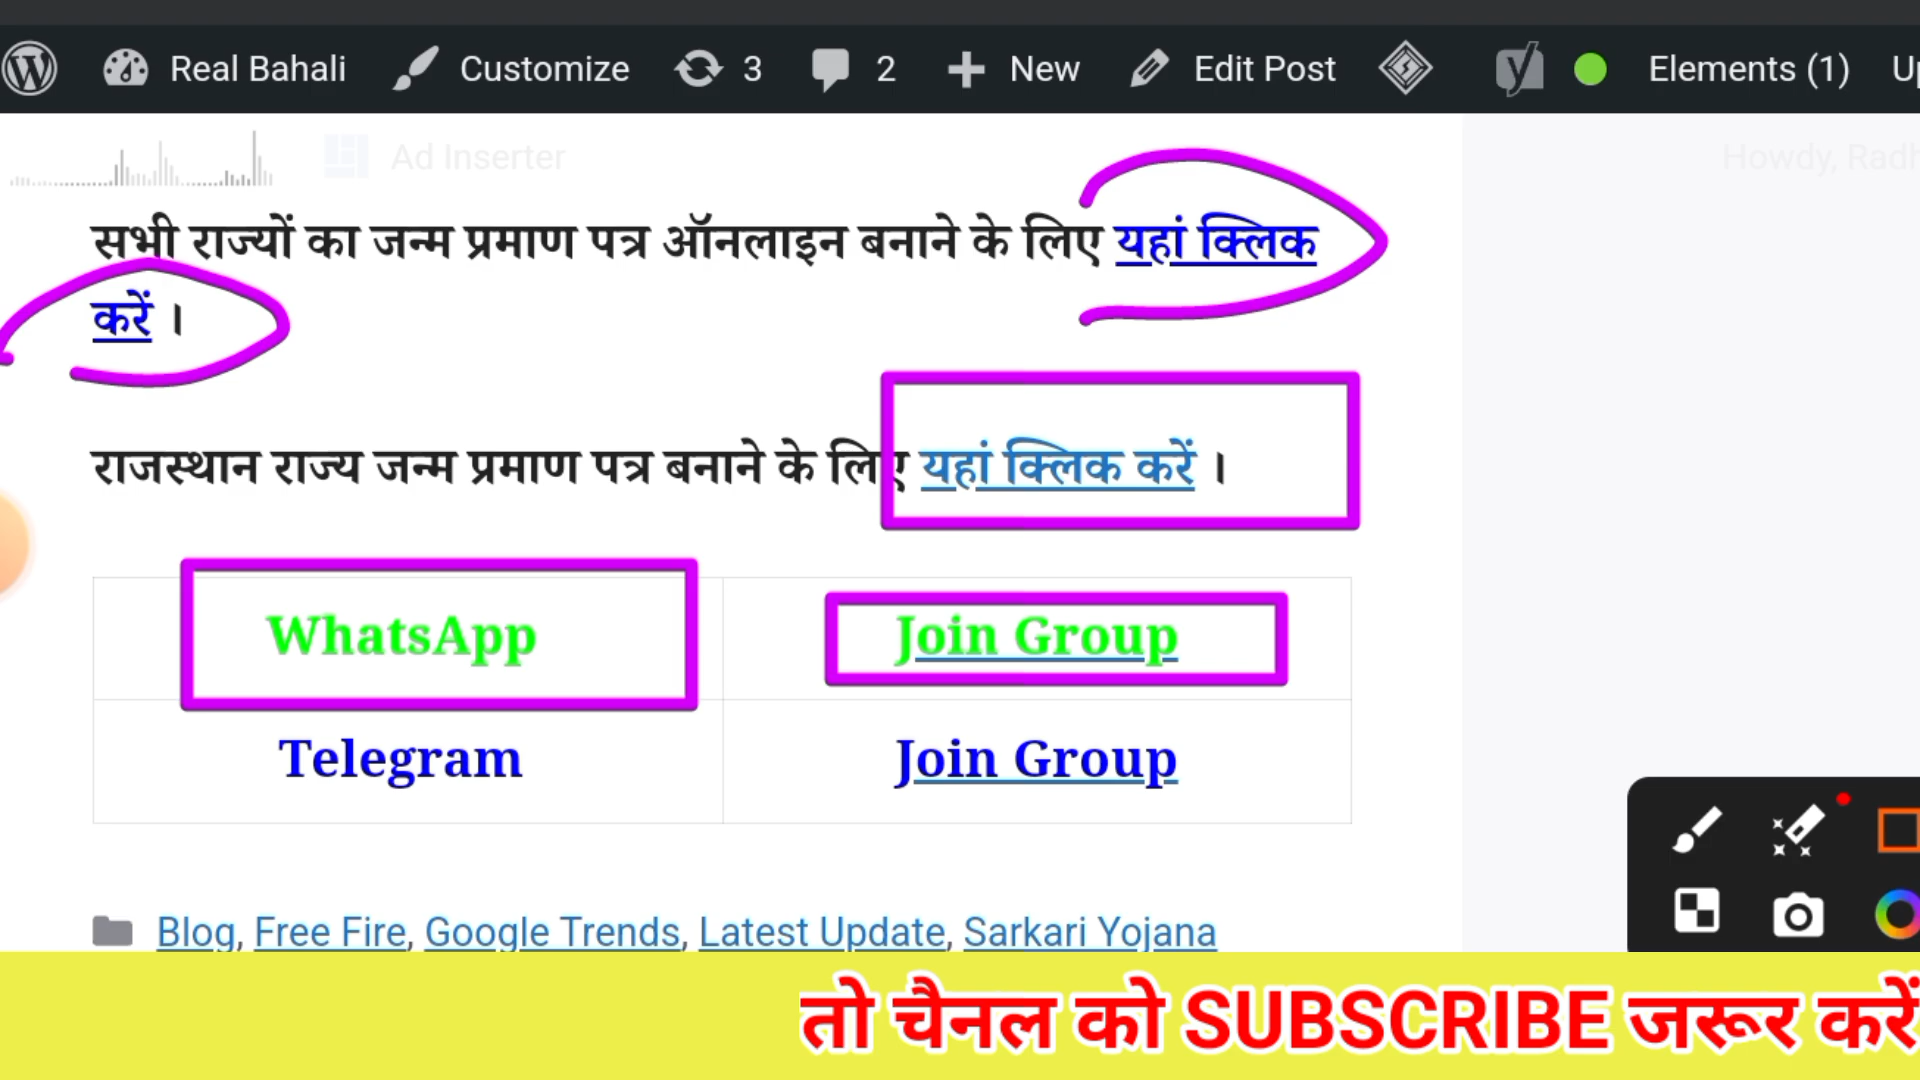 Real Bahali Customize 3 2 New Edit Post Elements (1)
Ad Inserter Howdy,
सभी राज्यों का जन्म प्रमाण पत्र ऑनलाइन बनाने के लिए यहां क्लिक
करें ।
राजस्थान राज्य जन्म प्रमाण पत्र बनाने के लिए यहां क्लिक करें ।
WhatsApp Join Group
Telegram Join Group
Blog, Free Fire, Google Trends, Latest Update, Sarkari Yojana
तो चैनल को SUBSCRIBE जरूर करें